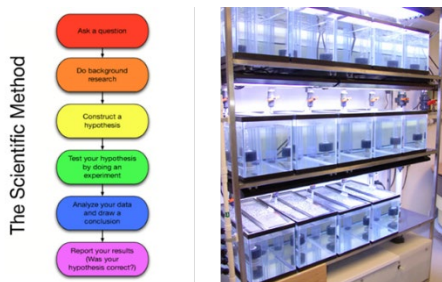 The Scientific Method
Ask a question
Do background
research
Construct a
hypothesis
Test your hypothesis
by doing an
experiment
Analyze your data
and draw a
conclusion
Report your results
(Was your
hypothesis correct?)